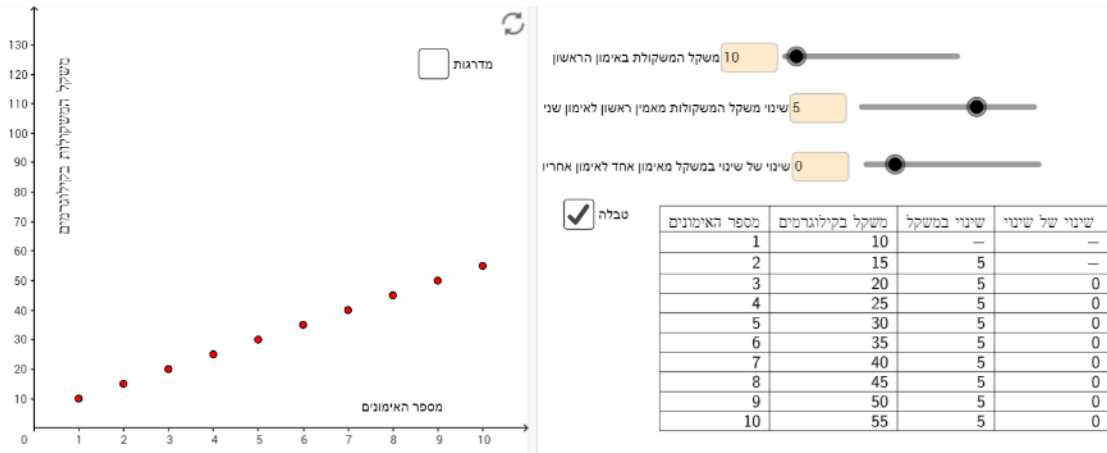 משקל המשקולות בקילוגרמים
130
120
110
100
90
80
70
60
50
40
30
20
10
0
1 2 3 4 5 6 7 8 9 10
מספר האימונים
מדרגות
משקל המשקולת באימון הראשון 10
שינוי משקל המשקולות מאמין ראשון לאימון שני 5
שינוי של שינוי במשקל מאימון אחד לאימון אחריו 0
טבלה
מספר האימונים משקל בקילוגרמים שינוי במשקל שינוי של שינוי
1 10 – –
2 15 5 –
3 20 5 0
4 25 5 0
5 30 5 0
6 35 5 0
7 40 5 0
8 45 5 0
9 50 5 0
10 55 5 0